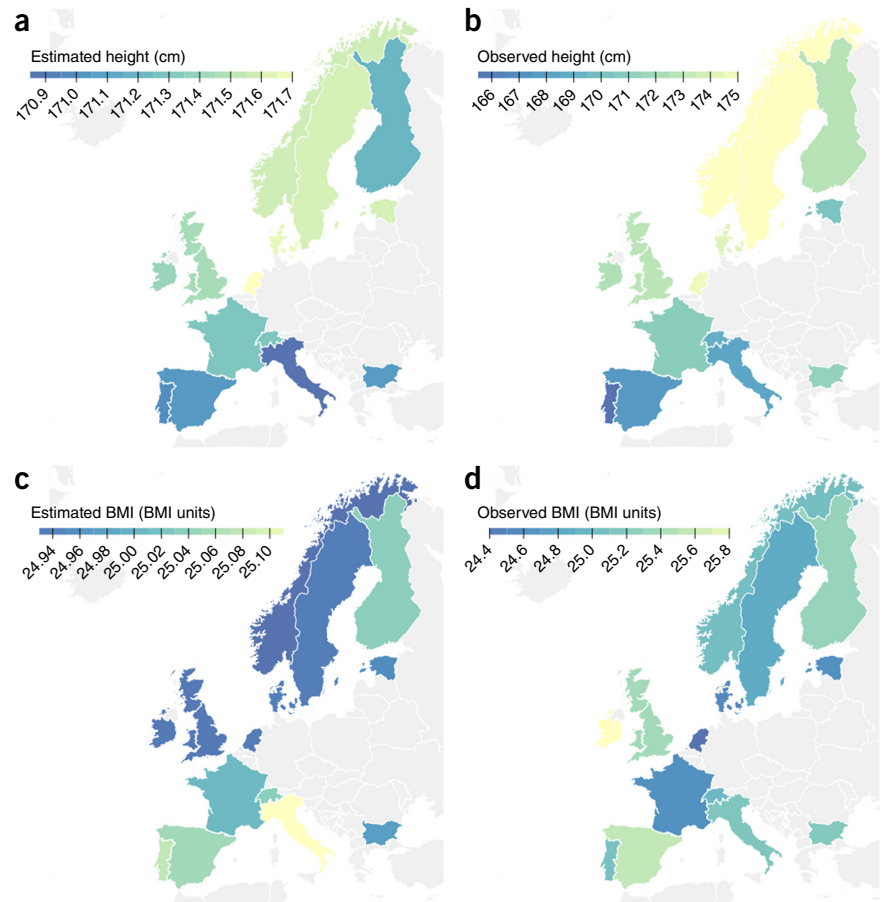 a
Estimated height (cm)
170.9 171.0 171.1 171.2 171.3 171.4 171.5 171.6 171.7
b
Observed height (cm)
166 167 168 169 170 171 172 173 174 175
c
Estimated BMI (BMI units)
24.94 24.96 24.98 25.00 25.02 25.04 25.06 25.08 25.10
d
Observed BMI (BMI units)
24.4 24.6 24.8 25.0 25.2 25.4 25.6 25.8